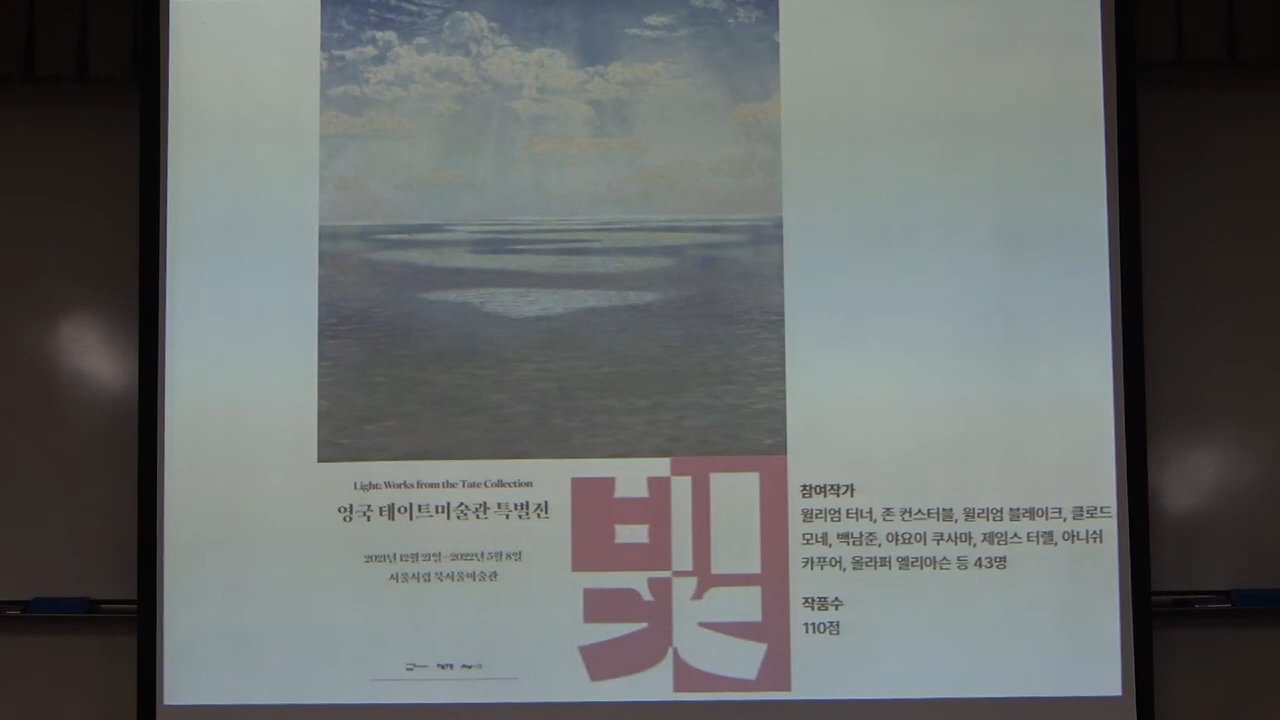 Light: Works from the Tate Collection
영국 테이트미술관 특별전
2021년 12월 21일–2022년 5월 8일
서울시립 북서울미술관
빛
참여작가
윌리엄 터너, 존 컨스터블, 윌리엄 블레이크, 클로드
모네, 백남준, 야요이 쿠사마, 제임스 터렐, 아니쉬
카푸어, 올라퍼 엘리아슨 등 43명
작품수
110점